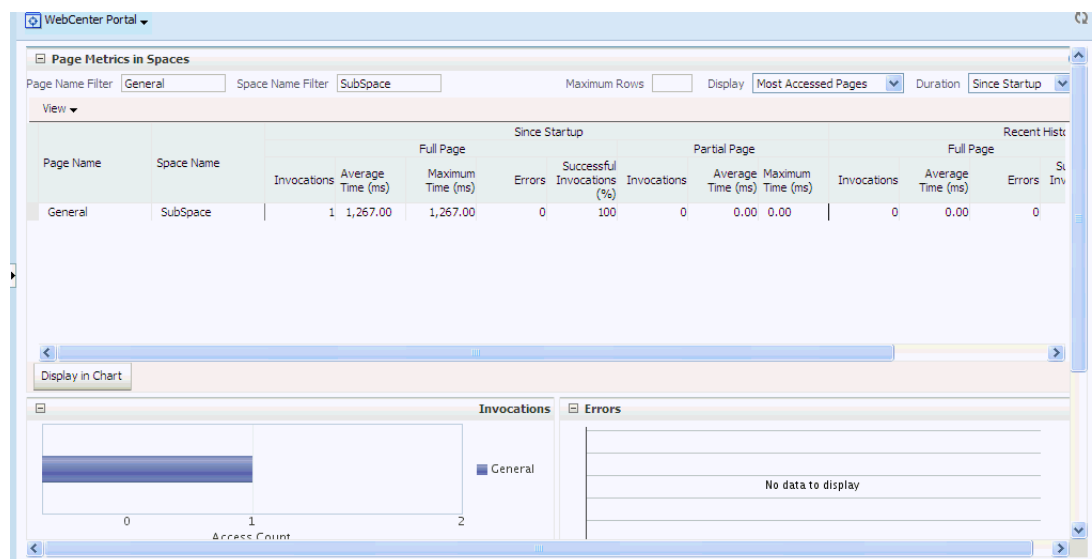 WebCenter Portal
Page Metrics in Spaces
Page Name Filter General Space Name Filter SubSpace Maximum Rows Display Most Accessed Pages Duration Since Startup
View
Since Startup Recent Histo
Full Page Partial Page Full Page
Page Name Space Name Invocations Average Time (ms) Maximum Time (ms) Errors Successful Invocations (%) Invocations Average Time (ms) Maximum Time (ms) Invocations Average Time (ms) Errors Su Inv
General SubSpace 1 1,267.00 1,267.00 0 100 0 0.00 0.00 0 0.00 0
Display in Chart
Invocations Errors
General
No data to display
0 1 2
Access Count